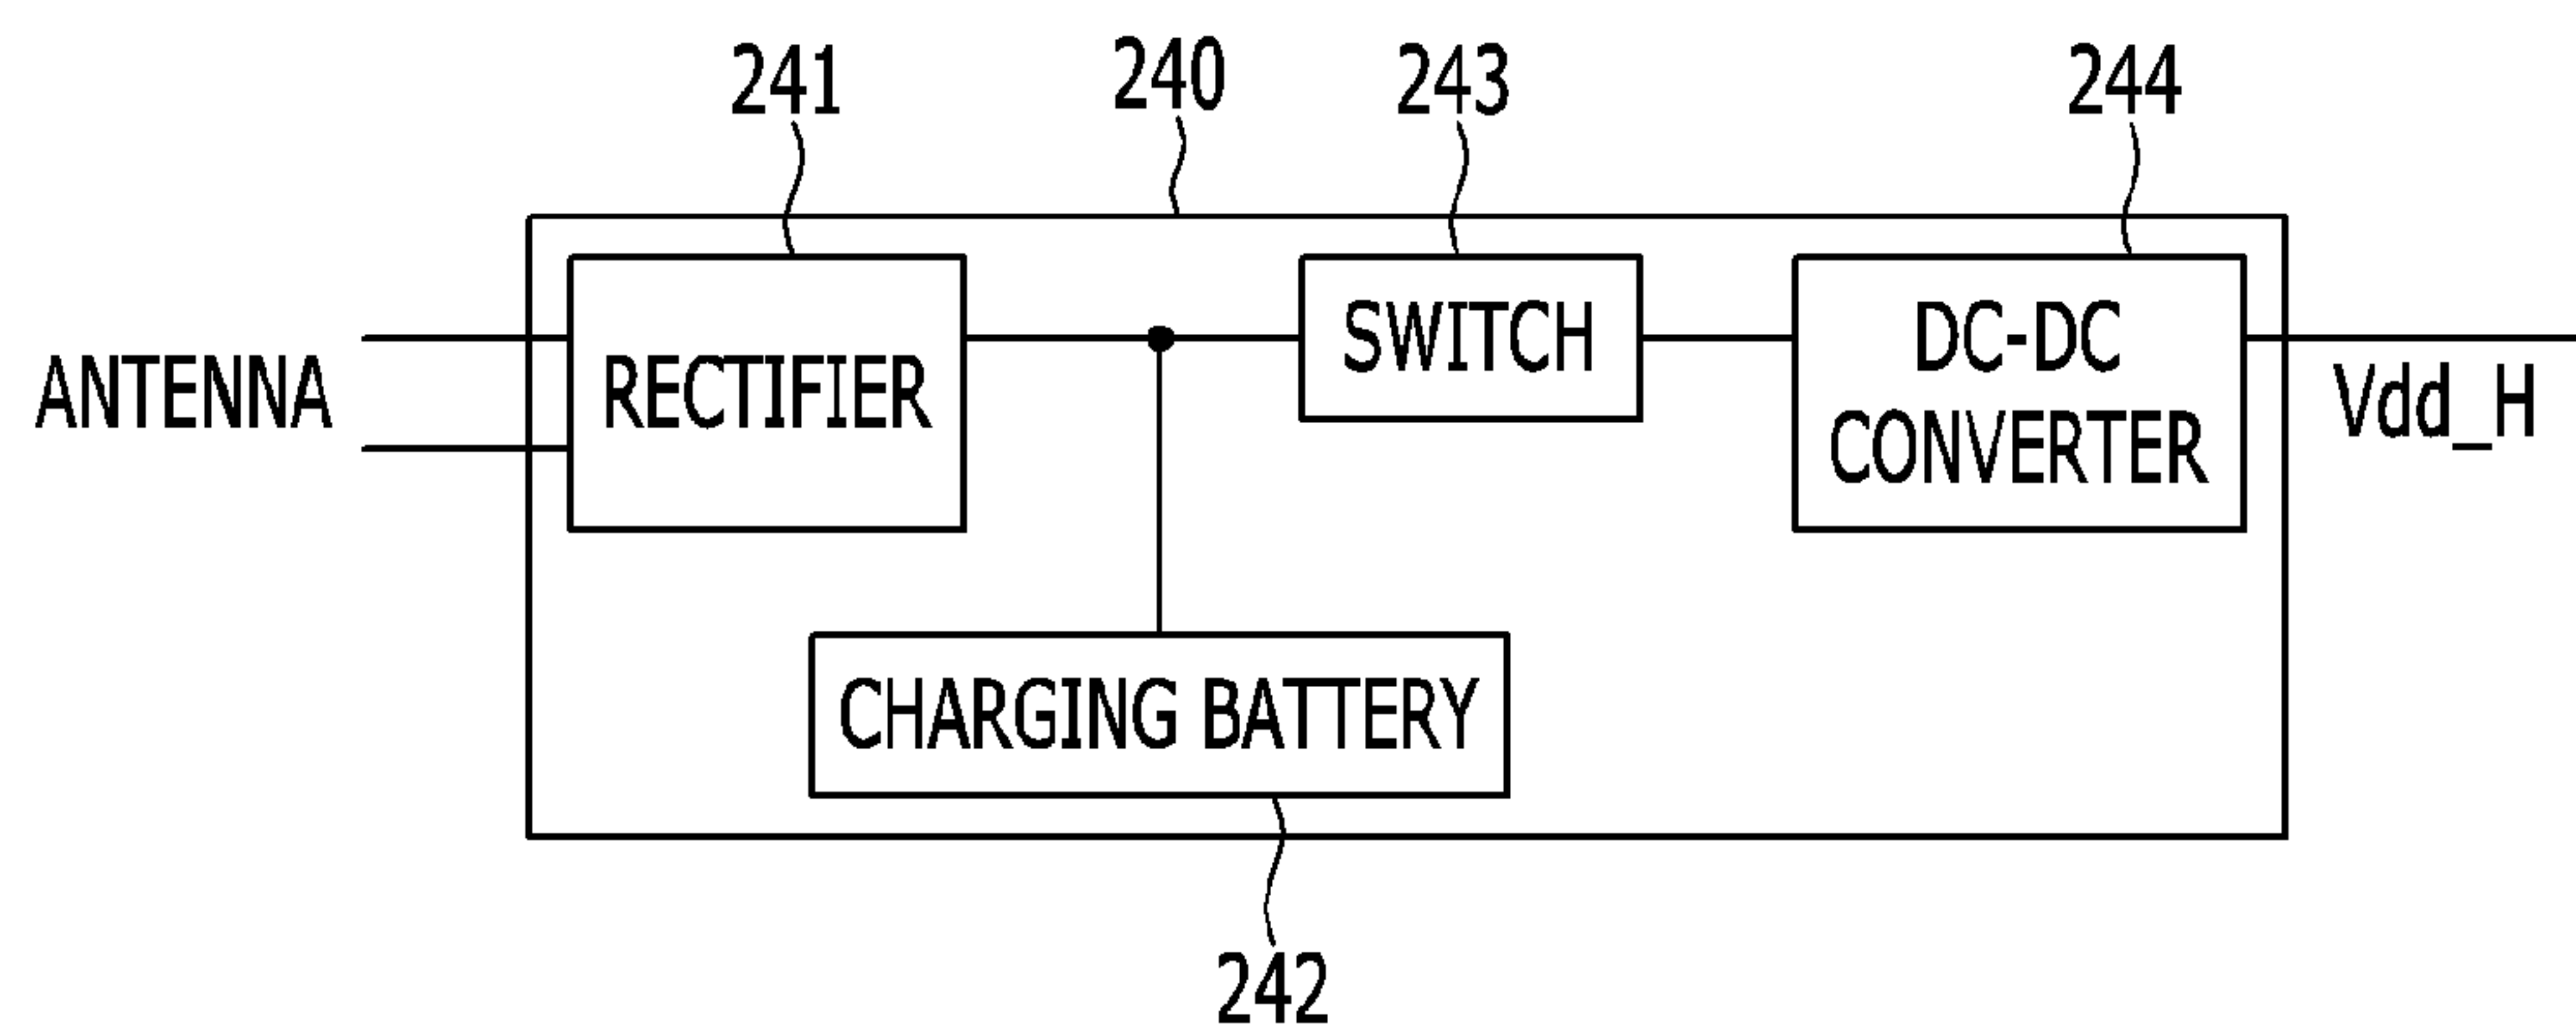 241
240
243
244
ANTENNA
RECTIFIER
SWITCH
DC-DC
CONVERTER
Vdd_H
CHARGING BATTERY
242